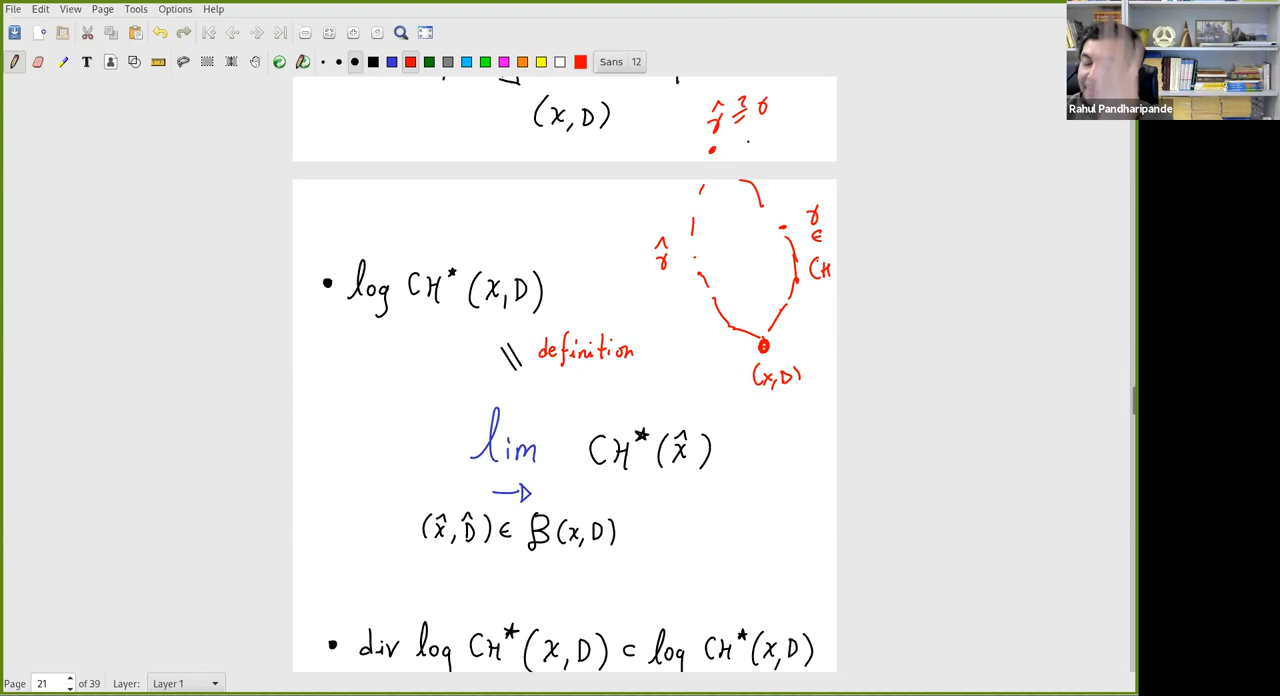 File Edit View Page Tools Options Help
Sans 12
Rahul Pandharipande
(X, D)
γ̂ ≟ γ
• log CH*(X, D)
γ̂
γ
∈
CH
definition
(X, D)
lim CH*(X̂)
→
(X̂, D̂) ∈ B(X, D)
• div log CH*(X, D) ⊂ log CH*(X, D)
Page 21 of 39 Layer: Layer 1